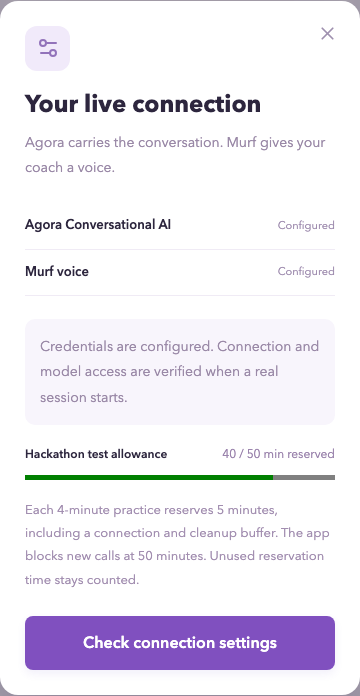 Your live connection
Agora carries the conversation. Murf gives your
coach a voice.
Agora Conversational AI Configured
Murf voice Configured
Credentials are configured. Connection and
model access are verified when a real
session starts.
Hackathon test allowance 40 / 50 min reserved
Each 4-minute practice reserves 5 minutes,
including a connection and cleanup buffer. The app
blocks new calls at 50 minutes. Unused reservation
time stays counted.
Check connection settings